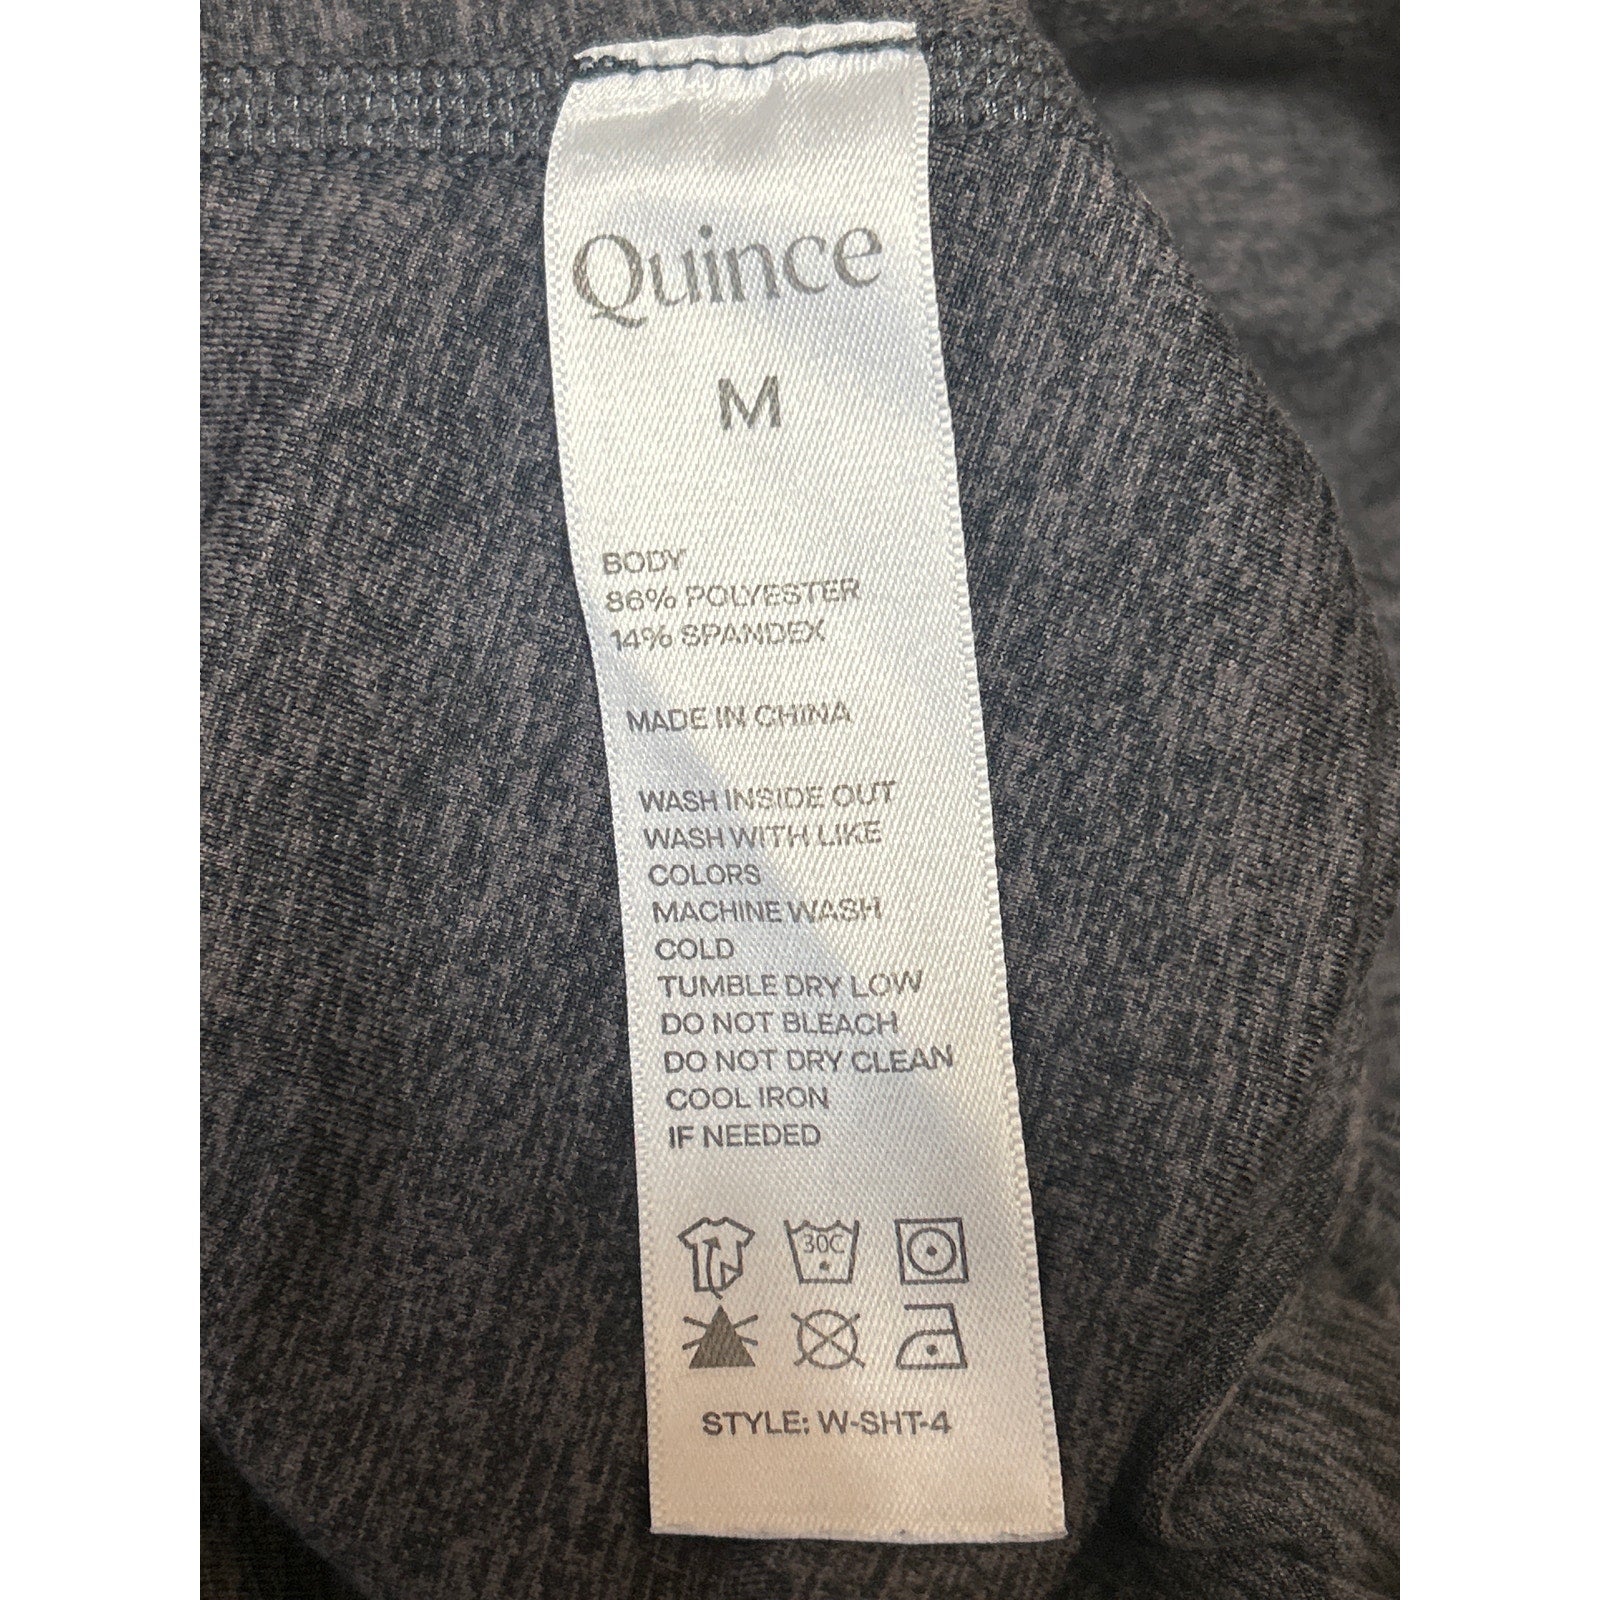 Quince
M
BODY
86% POLYESTER
14% SPANDEX
MADE IN CHINA
WASH INSIDE OUT
WASH WITH LIKE
COLORS
MACHINE WASH
COLD
TUMBLE DRY LOW
DO NOT BLEACH
DO NOT DRY CLEAN
COOL IRON
IF NEEDED
30C
STYLE: W-SHT-4